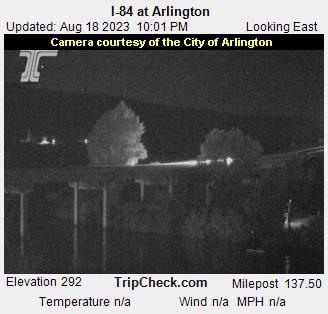 I-84 at Arlington
Updated: Aug 18 2023 10:01 PM Looking East
Camera courtesy of the City of Arlington
Elevation 292 TripCheck.com Milepost 137.50
Temperature n/a Wind n/a MPH n/a